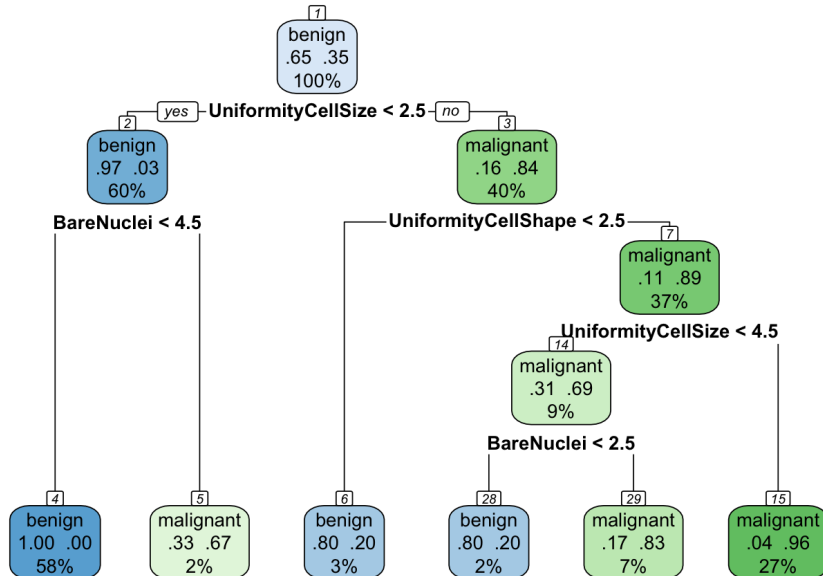 1
benign
.65 .35
100%
yes UniformityCellSize < 2.5 no
2
benign
.97 .03
60%
3
malignant
.16 .84
40%
BareNuclei < 4.5
UniformityCellShape < 2.5
7
malignant
.11 .89
37%
UniformityCellSize < 4.5
14
malignant
.31 .69
9%
BareNuclei < 2.5
4
benign
1.00 .00
58%
5
malignant
.33 .67
2%
6
benign
.80 .20
3%
28
benign
.80 .20
2%
29
malignant
.17 .83
7%
15
malignant
.04 .96
27%